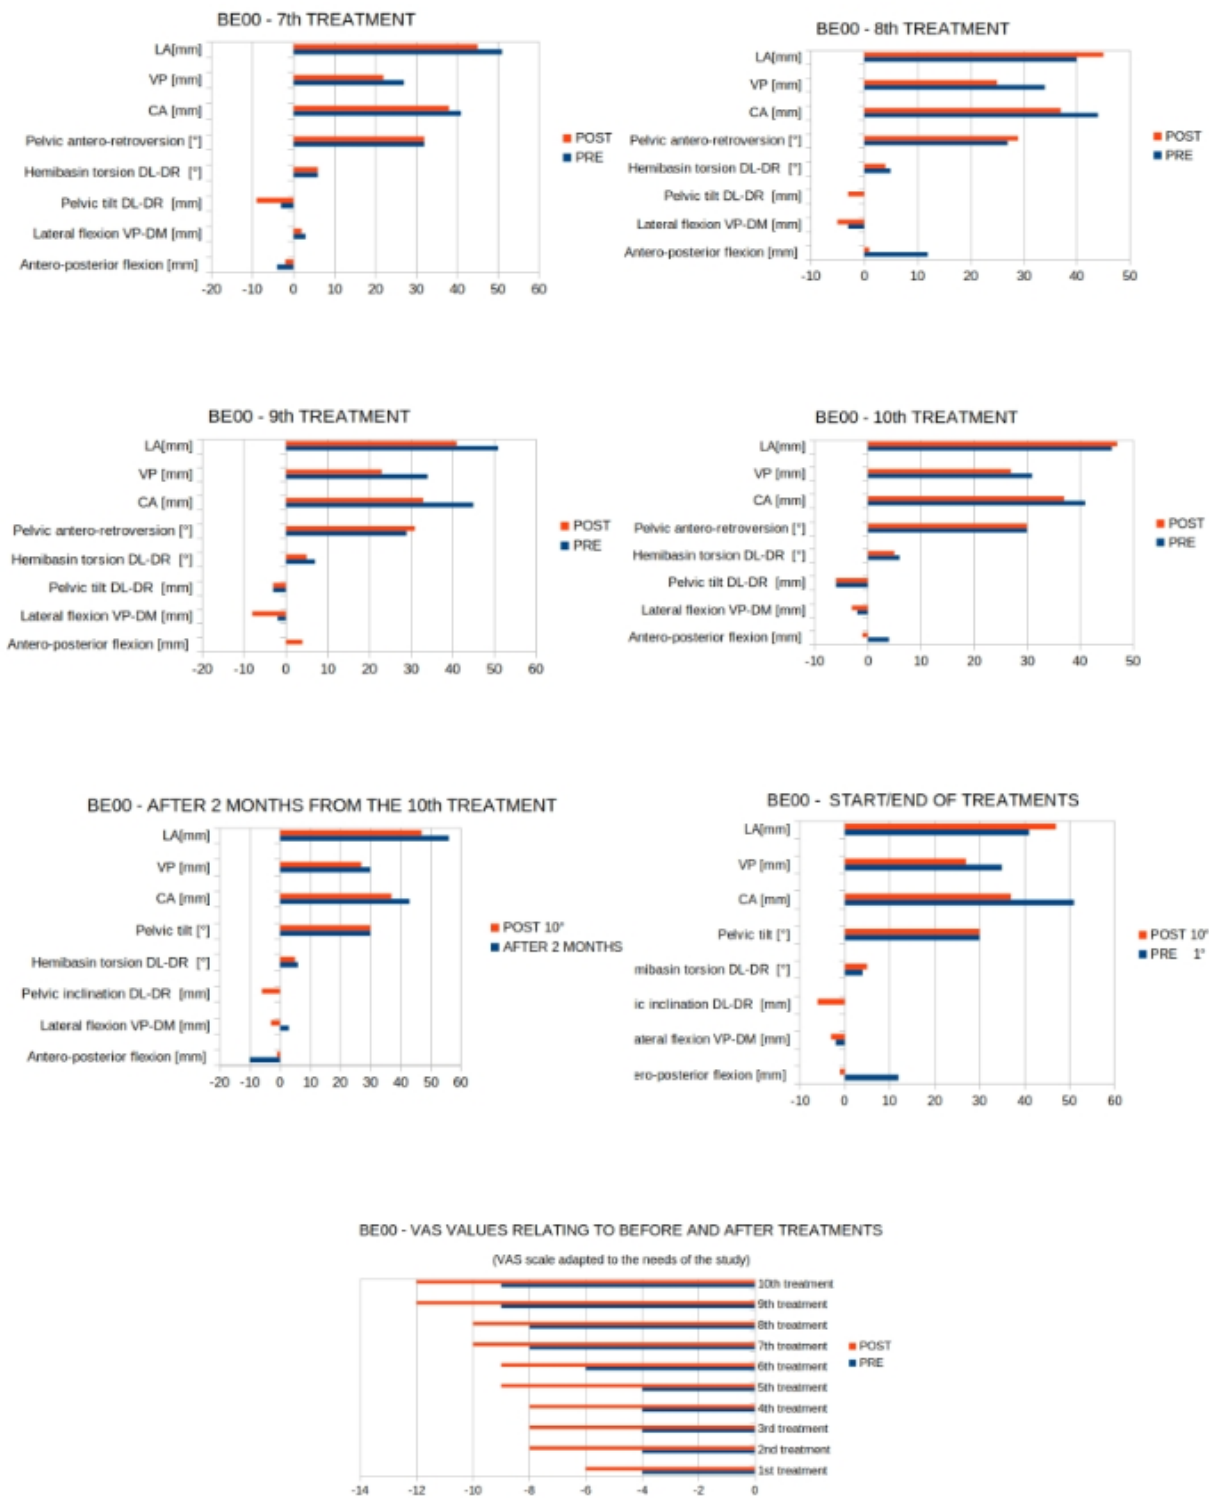 BE00 - 7th TREATMENT
LA[mm]
VP [mm]
CA [mm]
Pelvic antero-retroversion [°]
Hemibasin torsion DL-DR [°]
Pelvic tilt DL-DR [mm]
Lateral flexion VP-DM [mm]
Antero-posterior flexion [mm]
-20 -10 0 10 20 30 40 50 60
POST
PRE
BE00 - 8th TREATMENT
LA[mm]
VP [mm]
CA [mm]
Pelvic antero-retroversion [°]
Hemibasin torsion DL-DR [°]
Pelvic tilt DL-DR [mm]
Lateral flexion VP-DM [mm]
Antero-posterior flexion [mm]
-10 0 10 20 30 40 50
POST
PRE
BE00 - 9th TREATMENT
LA[mm]
VP [mm]
CA [mm]
Pelvic antero-retroversion [°]
Hemibasin torsion DL-DR [°]
Pelvic tilt DL-DR [mm]
Lateral flexion VP-DM [mm]
Antero-posterior flexion [mm]
-20 -10 0 10 20 30 40 50 60
POST
PRE
BE00 - 10th TREATMENT
LA[mm]
VP [mm]
CA [mm]
Pelvic antero-retroversion [°]
Hemibasin torsion DL-DR [°]
Pelvic tilt DL-DR [mm]
Lateral flexion VP-DM [mm]
Antero-posterior flexion [mm]
-10 0 10 20 30 40 50
POST
PRE
BE00 - AFTER 2 MONTHS FROM THE 10th TREATMENT
LA[mm]
VP [mm]
CA [mm]
Pelvic tilt [°]
Hemibasin torsion DL-DR [°]
Pelvic inclination DL-DR [mm]
Lateral flexion VP-DM [mm]
Antero-posterior flexion [mm]
-20 -10 0 10 20 30 40 50 60
POST 10°
AFTER 2 MONTHS
BE00 - START/END OF TREATMENTS
LA[mm]
VP [mm]
CA [mm]
Pelvic tilt [°]
mibasin torsion DL-DR [°]
ic inclination DL-DR [mm]
ateral flexion VP-DM [mm]
ero-posterior flexion [mm]
-10 0 10 20 30 40 50 60
POST 10°
PRE 1°
BE00 - VAS VALUES RELATING TO BEFORE AND AFTER TREATMENTS
(VAS scale adapted to the needs of the study)
10th treatment
9th treatment
8th treatment
7th treatment
6th treatment
5th treatment
4th treatment
3rd treatment
2nd treatment
1st treatment
-14 -12 -10 -8 -6 -4 -2 0
POST
PRE